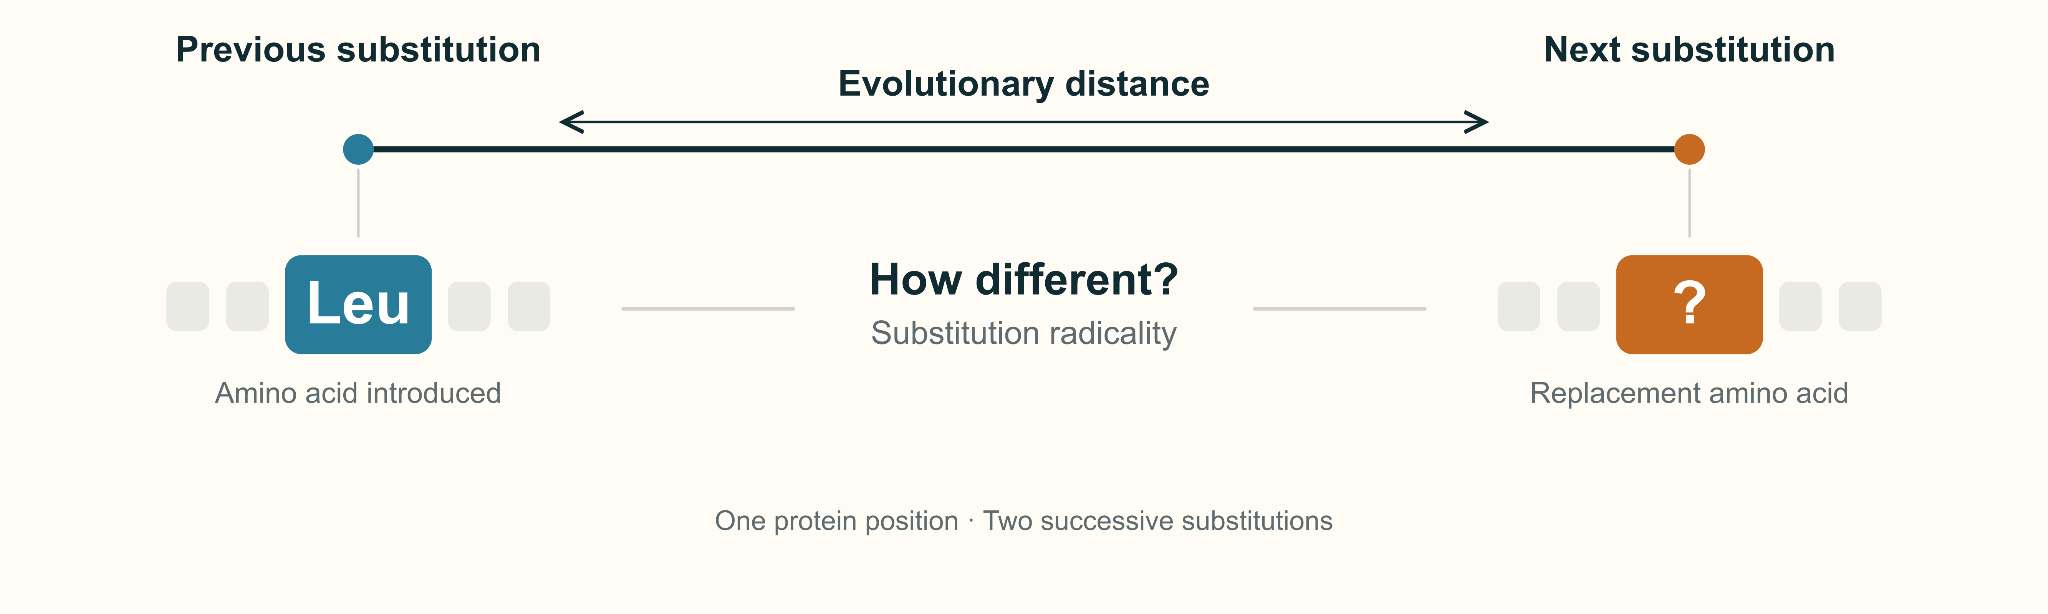 Previous substitution
Next substitution
Evolutionary distance
Leu
How different?
Substitution radicality
?
Amino acid introduced
Replacement amino acid
One protein position · Two successive substitutions